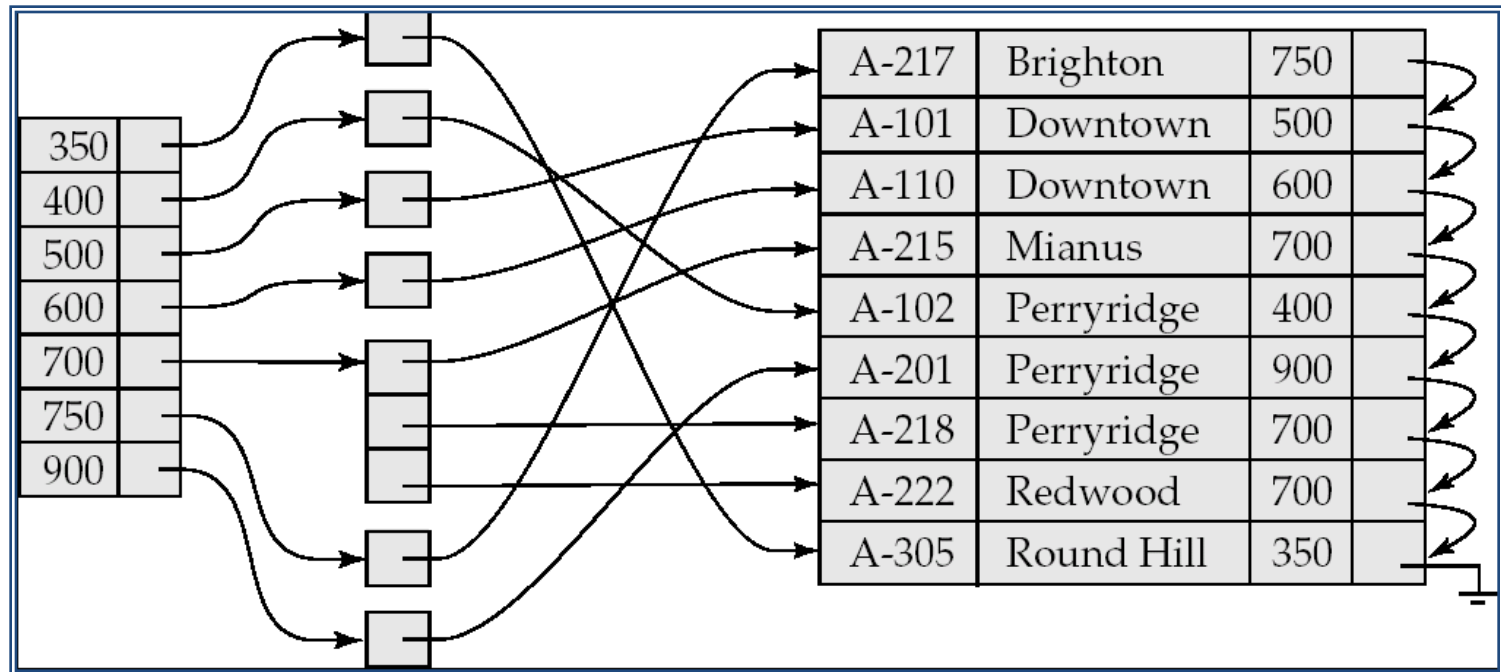 350
400
500
600
700
750
900
A-217 Brighton 750
A-101 Downtown 500
A-110 Downtown 600
A-215 Mianus 700
A-102 Perryridge 400
A-201 Perryridge 900
A-218 Perryridge 700
A-222 Redwood 700
A-305 Round Hill 350